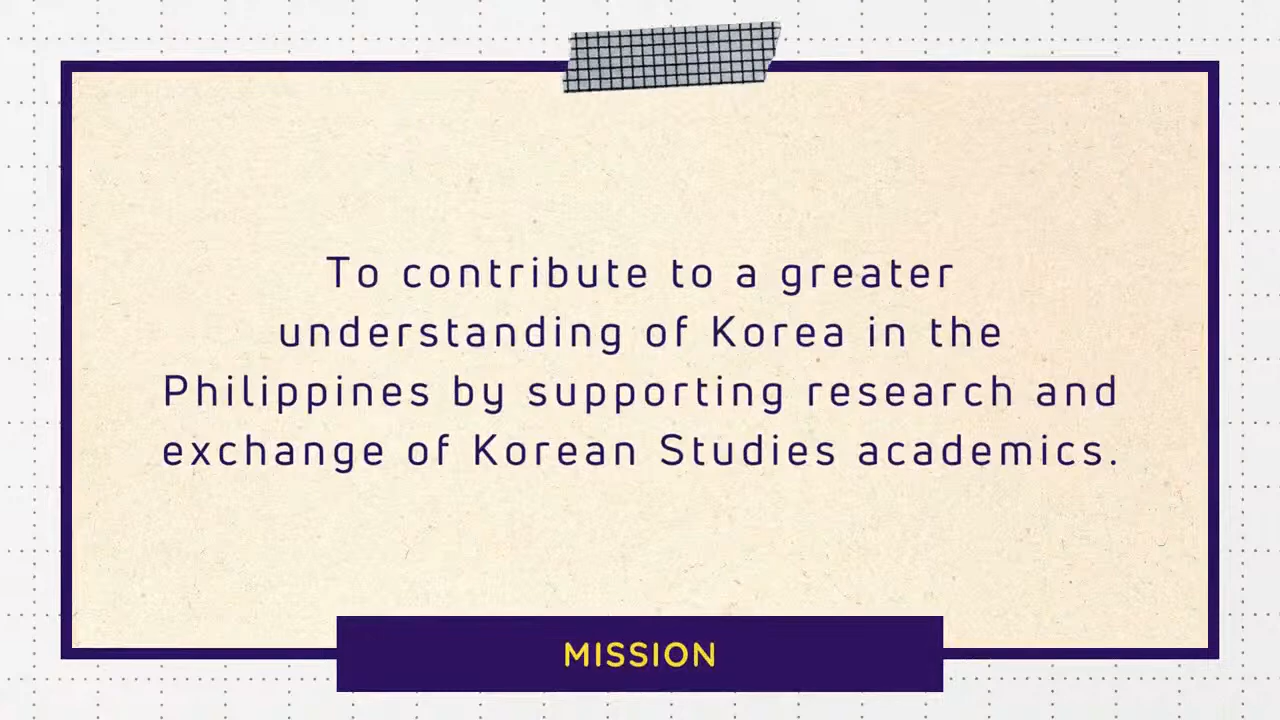 To contribute to a greater
understanding of Korea in the
Philippines by supporting research and
exchange of Korean Studies academics.
MISSION